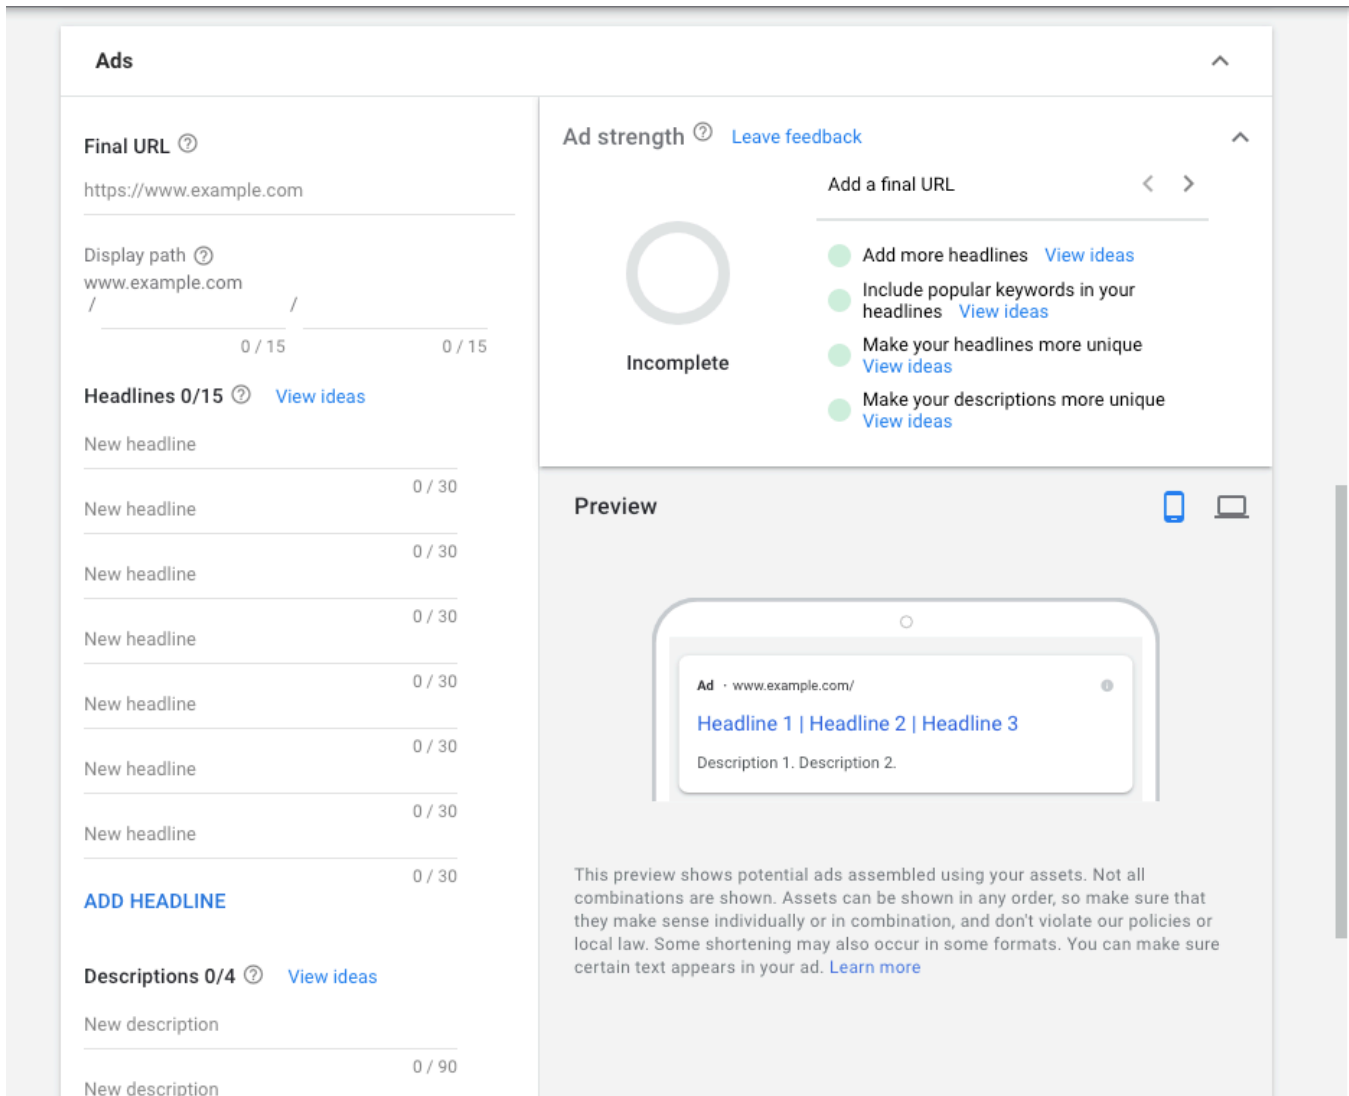 Ads
Final URL
https://www.example.com
Display path
www.example.com
/ /
0 / 15 0 / 15
Headlines 0/15 View ideas
New headline
0 / 30
New headline
0 / 30
New headline
0 / 30
New headline
0 / 30
New headline
0 / 30
New headline
0 / 30
New headline
0 / 30
ADD HEADLINE
Descriptions 0/4 View ideas
New description
0 / 90
New description
Ad strength Leave feedback
Incomplete
Add a final URL
Add more headlines View ideas
Include popular keywords in your
headlines View ideas
Make your headlines more unique
View ideas
Make your descriptions more unique
View ideas
Preview
Ad · www.example.com/
Headline 1 | Headline 2 | Headline 3
Description 1. Description 2.
This preview shows potential ads assembled using your assets. Not all
combinations are shown. Assets can be shown in any order, so make sure that
they make sense individually or in combination, and don't violate our policies or
local law. Some shortening may also occur in some formats. You can make sure
certain text appears in your ad. Learn more